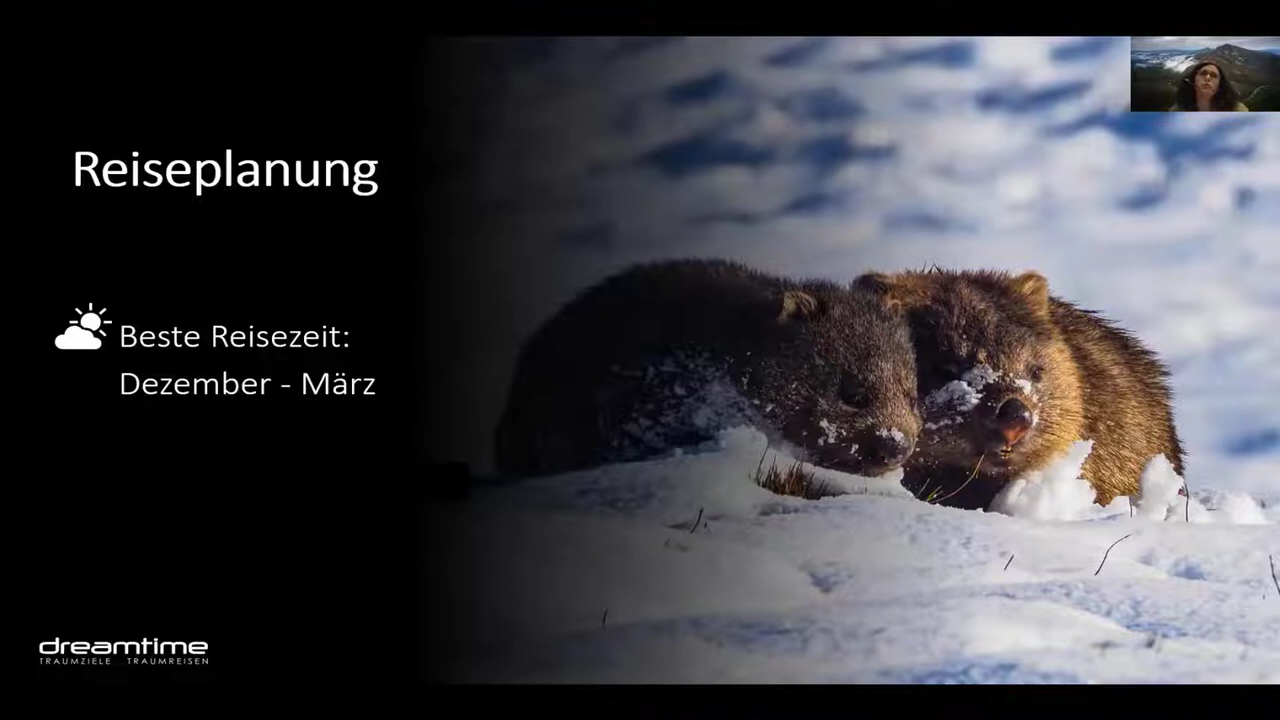 Reiseplanung
Beste Reisezeit:
Dezember - März
dreamtime
TRAUMZIELE TRAUMREISEN